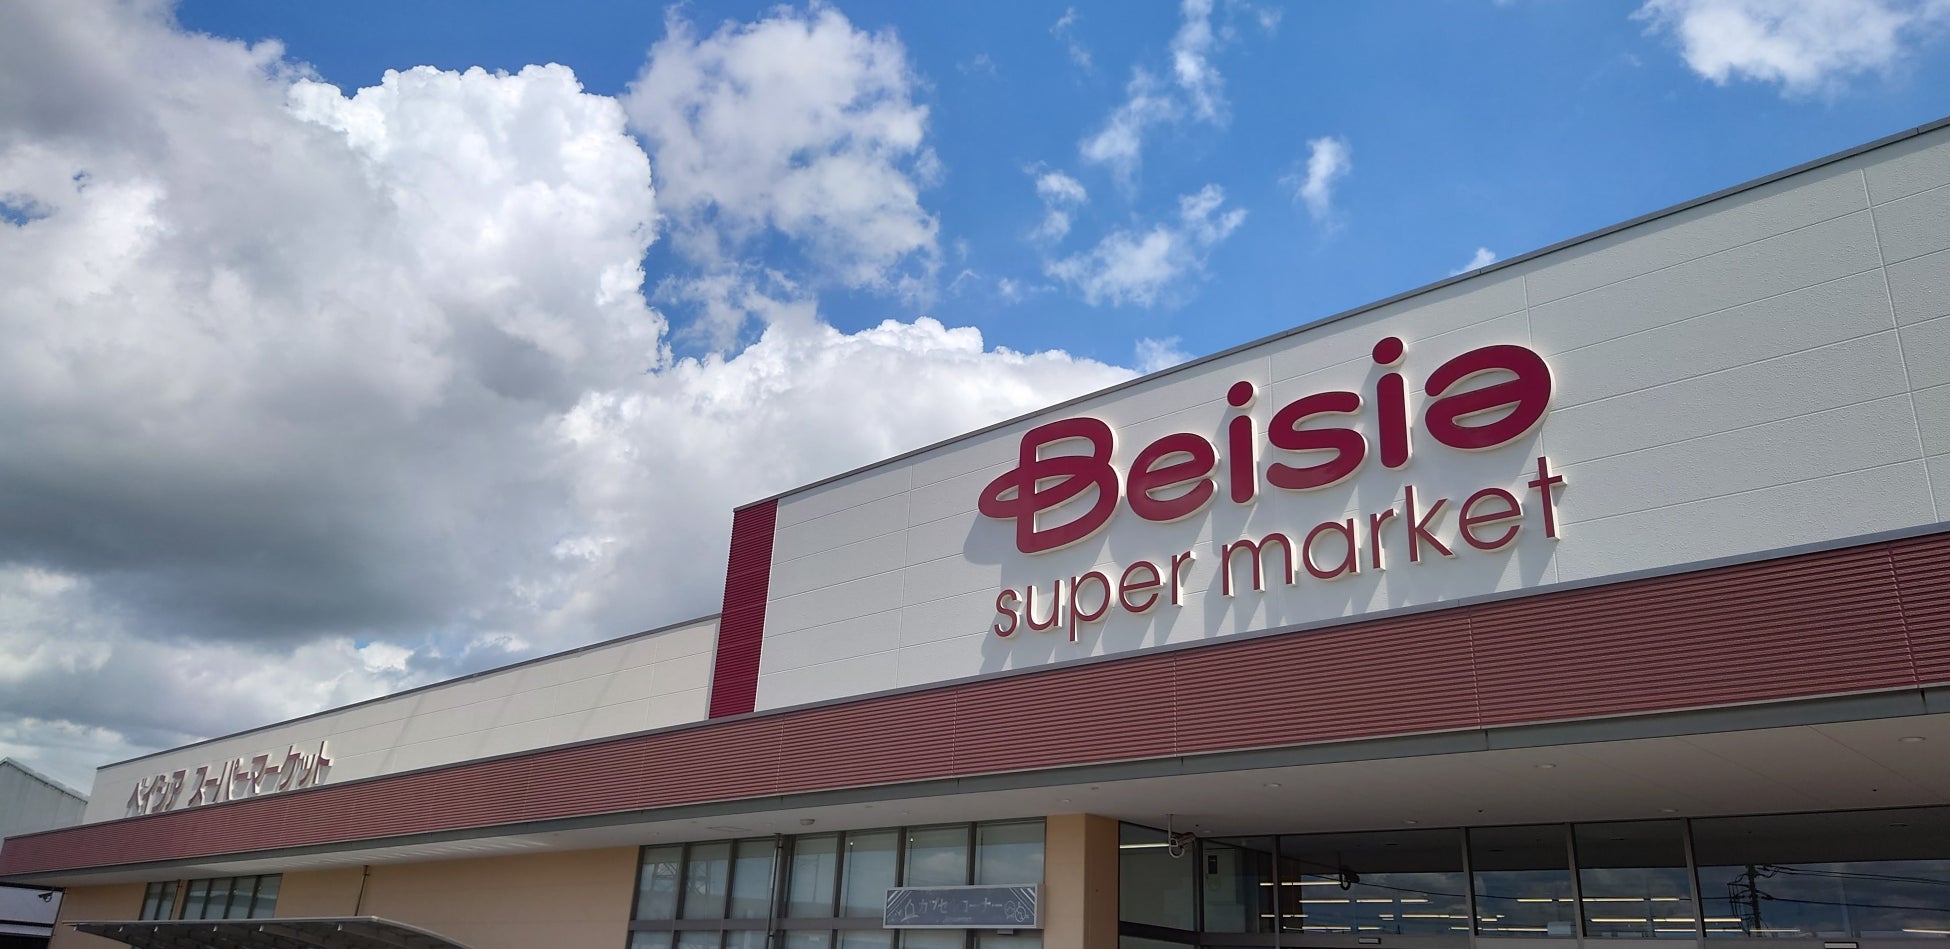 Beisia
super market
ベイシア スーパーマーケット